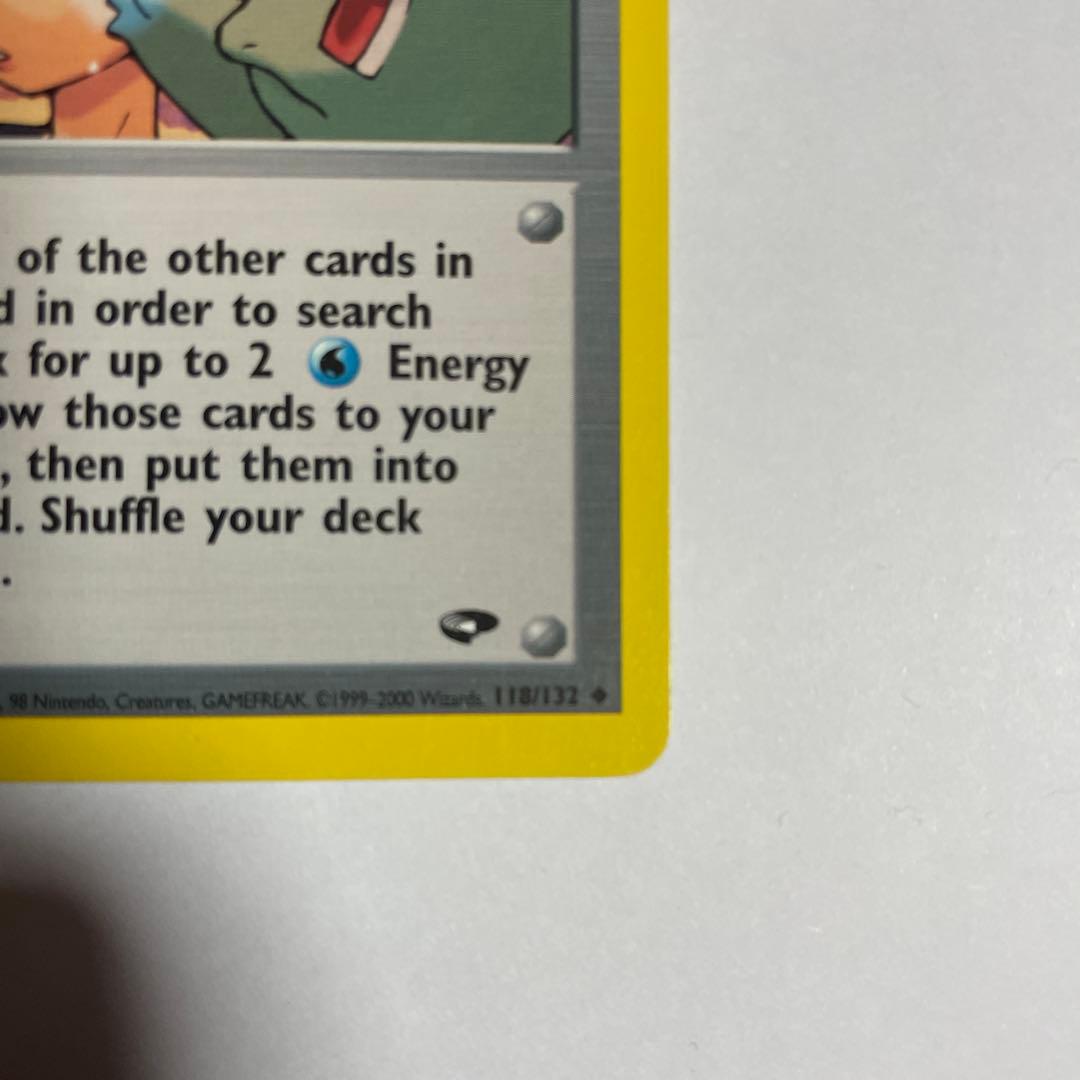 of the other cards in
d in order to search
k for up to 2 Energy
ow those cards to your
, then put them into
d. Shuffle your deck
.
, 98 Nintendo, Creatures, GAMEFREAK. ©1999-2000 Wizards. 118/132